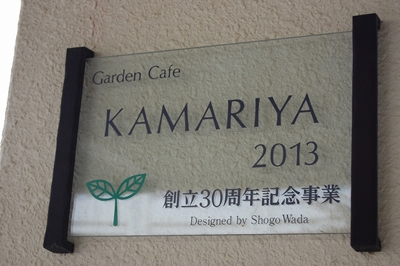 Garden Cafe
KAMARIYA
2013
創立30周年記念事業
Designed by Shogo Wada